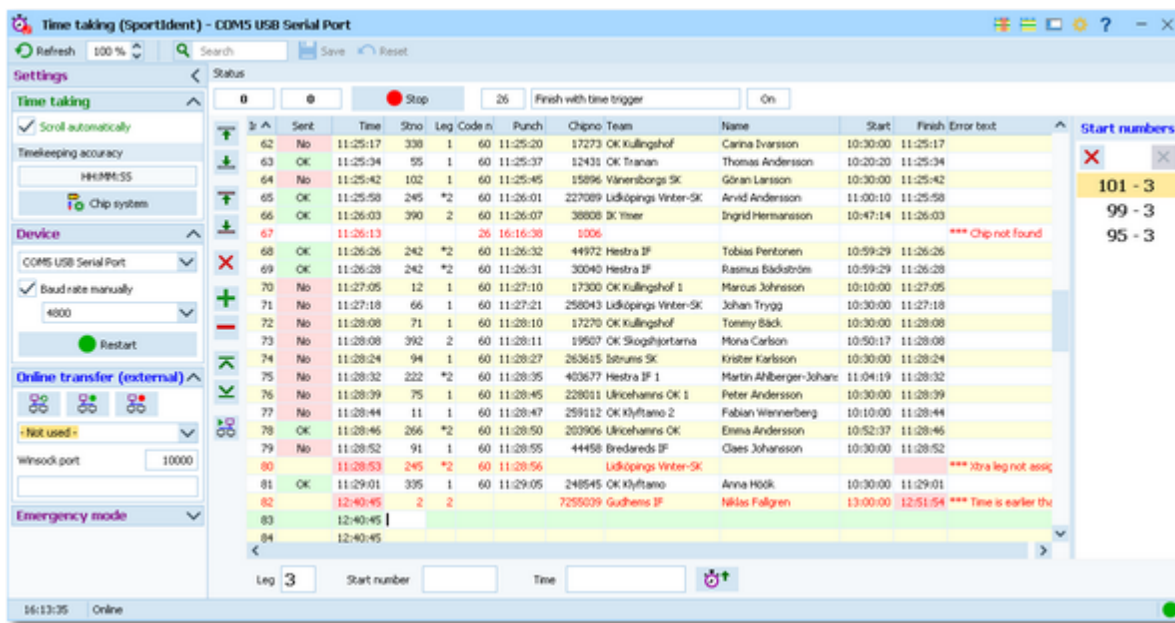 Time taking (SportIdent) - COM5 USB Serial Port
Refresh 100 % Search Save Reset
Settings Status
Time taking 0 0 Stop 26 Finish with time trigger On
Scroll automatically
Timekeeping accuracy
HH:MM:SS
Chip system
Device
COM5 USB Serial Port
Baud rate manually
4800
Restart
Online transfer (external)
- Not used -
Winsock port 10000
Emergency mode
Sent Time Stno Leg Code n Punch Chipno Team Name Start Finish Error text
62 No 11:25:17 338 1 60 11:25:20 17273 OK Kullingshof Carina Ivarsson 10:30:00 11:25:17
63 OK 11:25:34 55 1 60 11:25:37 12431 OK Tranan Thomas Andersson 10:20:20 11:25:34
64 No 11:25:42 102 1 60 11:25:45 15896 Vänersborgs SK Göran Larsson 10:30:00 11:25:42
65 OK 11:25:58 245 *2 60 11:26:01 227089 Lidköpings Vinter-SK Arvid Andersson 11:00:10 11:25:58
66 OK 11:26:03 390 2 60 11:26:07 38808 IK Ymer Ingrid Hermansson 10:47:14 11:26:03
67 11:26:13 26 16:16:38 1006 *** Chip not found
68 OK 11:26:26 242 *2 60 11:26:32 44972 Hestra IF Tobias Pentonen 10:59:29 11:26:26
69 OK 11:26:28 242 *2 60 11:26:31 30040 Hestra IF Rasmus Bäckström 10:59:29 11:26:28
70 No 11:27:05 12 1 60 11:27:10 17300 OK Kullingshof 1 Marcus Johnsson 10:10:00 11:27:05
71 No 11:27:18 66 1 60 11:27:21 258043 Lidköpings Vinter-SK Johan Trygg 10:30:00 11:27:18
72 No 11:28:08 71 1 60 11:28:10 17270 OK Kullingshof Tommy Bäck 10:30:00 11:28:08
73 No 11:28:08 392 2 60 11:28:11 19507 OK Skogshjortarna Mona Carlson 10:50:17 11:28:08
74 No 11:28:24 94 1 60 11:28:27 263615 Istrums SK Krister Karlsson 10:30:00 11:28:24
75 No 11:28:32 222 *2 60 11:28:35 403677 Hestra IF 1 Martin Ahlberger-Johans 11:04:19 11:28:32
76 No 11:28:39 75 1 60 11:28:45 228011 Ulricehamns OK 1 Peter Andersson 10:30:00 11:28:39
77 No 11:28:44 11 1 60 11:28:47 259112 OK Klyftamo 2 Fabian Wennerberg 10:10:00 11:28:44
78 OK 11:28:46 266 *2 60 11:28:50 203906 Ulricehamns OK Emma Andersson 10:52:37 11:28:46
79 No 11:28:52 91 1 60 11:28:55 44458 Bredareds IF Claes Johansson 10:30:00 11:28:52
80 11:28:53 245 *2 60 11:28:56 Lidköpings Vinter-SK *** Xtra leg not assig
81 OK 11:29:01 335 1 60 11:29:05 248545 OK Klyftamo Anna Höök 10:30:00 11:29:01
82 12:40:45 2 2 7255039 Gudhems IF Niklas Fallgren 13:00:00 12:51:54 *** Time is earlier tha
83 12:40:45
84 12:40:45
Start numbers
101 - 3
99 - 3
95 - 3
Leg 3 Start number Time
16:13:35 Online